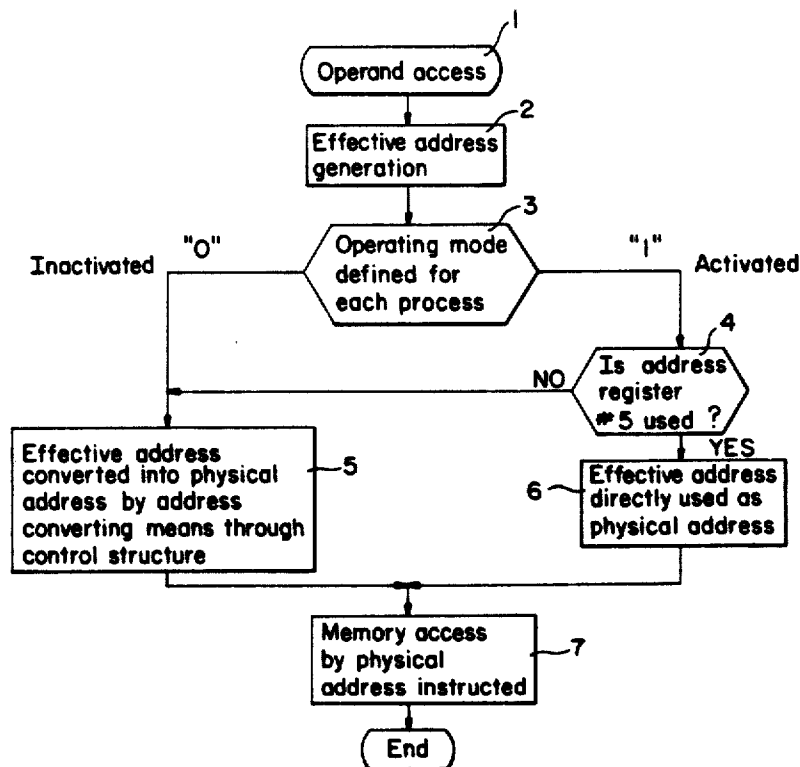 1
Operand access
2
Effective address
generation
3
Operating mode
defined for
each process
Inactivated
"0"
"1"
Activated
4
Is address
register
#5 used ?
NO
YES
Effective address
converted into physical
address by address
converting means through
control structure
5
6
Effective address
directly used as
physical address
Memory access
by physical
address instructed
7
End